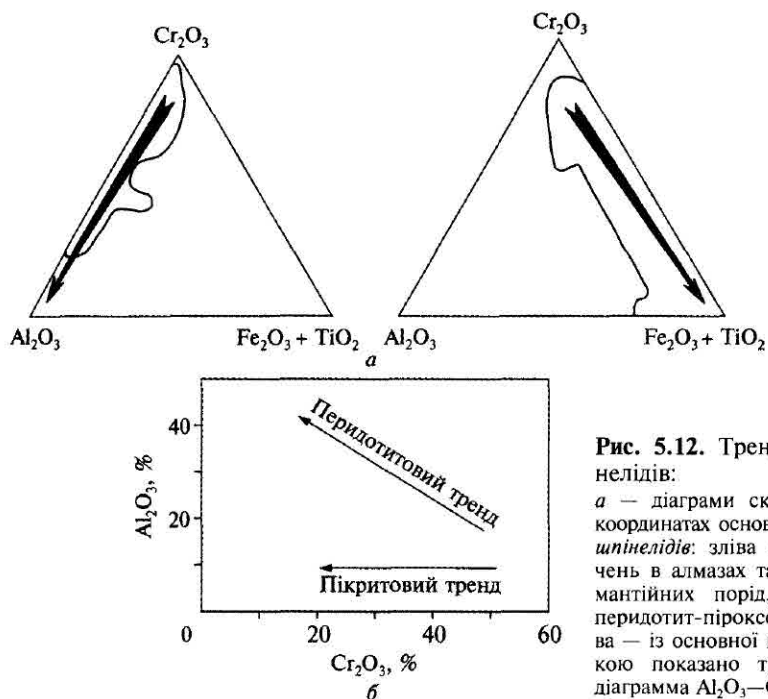 Cr₂O₃
Cr₂O₃
Al₂O₃
Fe₂O₃ + TiO₂
Al₂O₃
Fe₂O₃ + TiO₂
а
Al₂O₃, %
40
20
0
20
40
60
Перидотитовий тренд
Пікритовий тренд
Cr₂O₃, %
б
Рис. 5.12. Трен
нелідів:
а — діаграми ск
координатах основ
шпінелідів: зліва
чень в алмазах та
мантійних порід,
перидотит-піроксе
ва — із основної
кою показано т
діаграмма Al₂O₃—